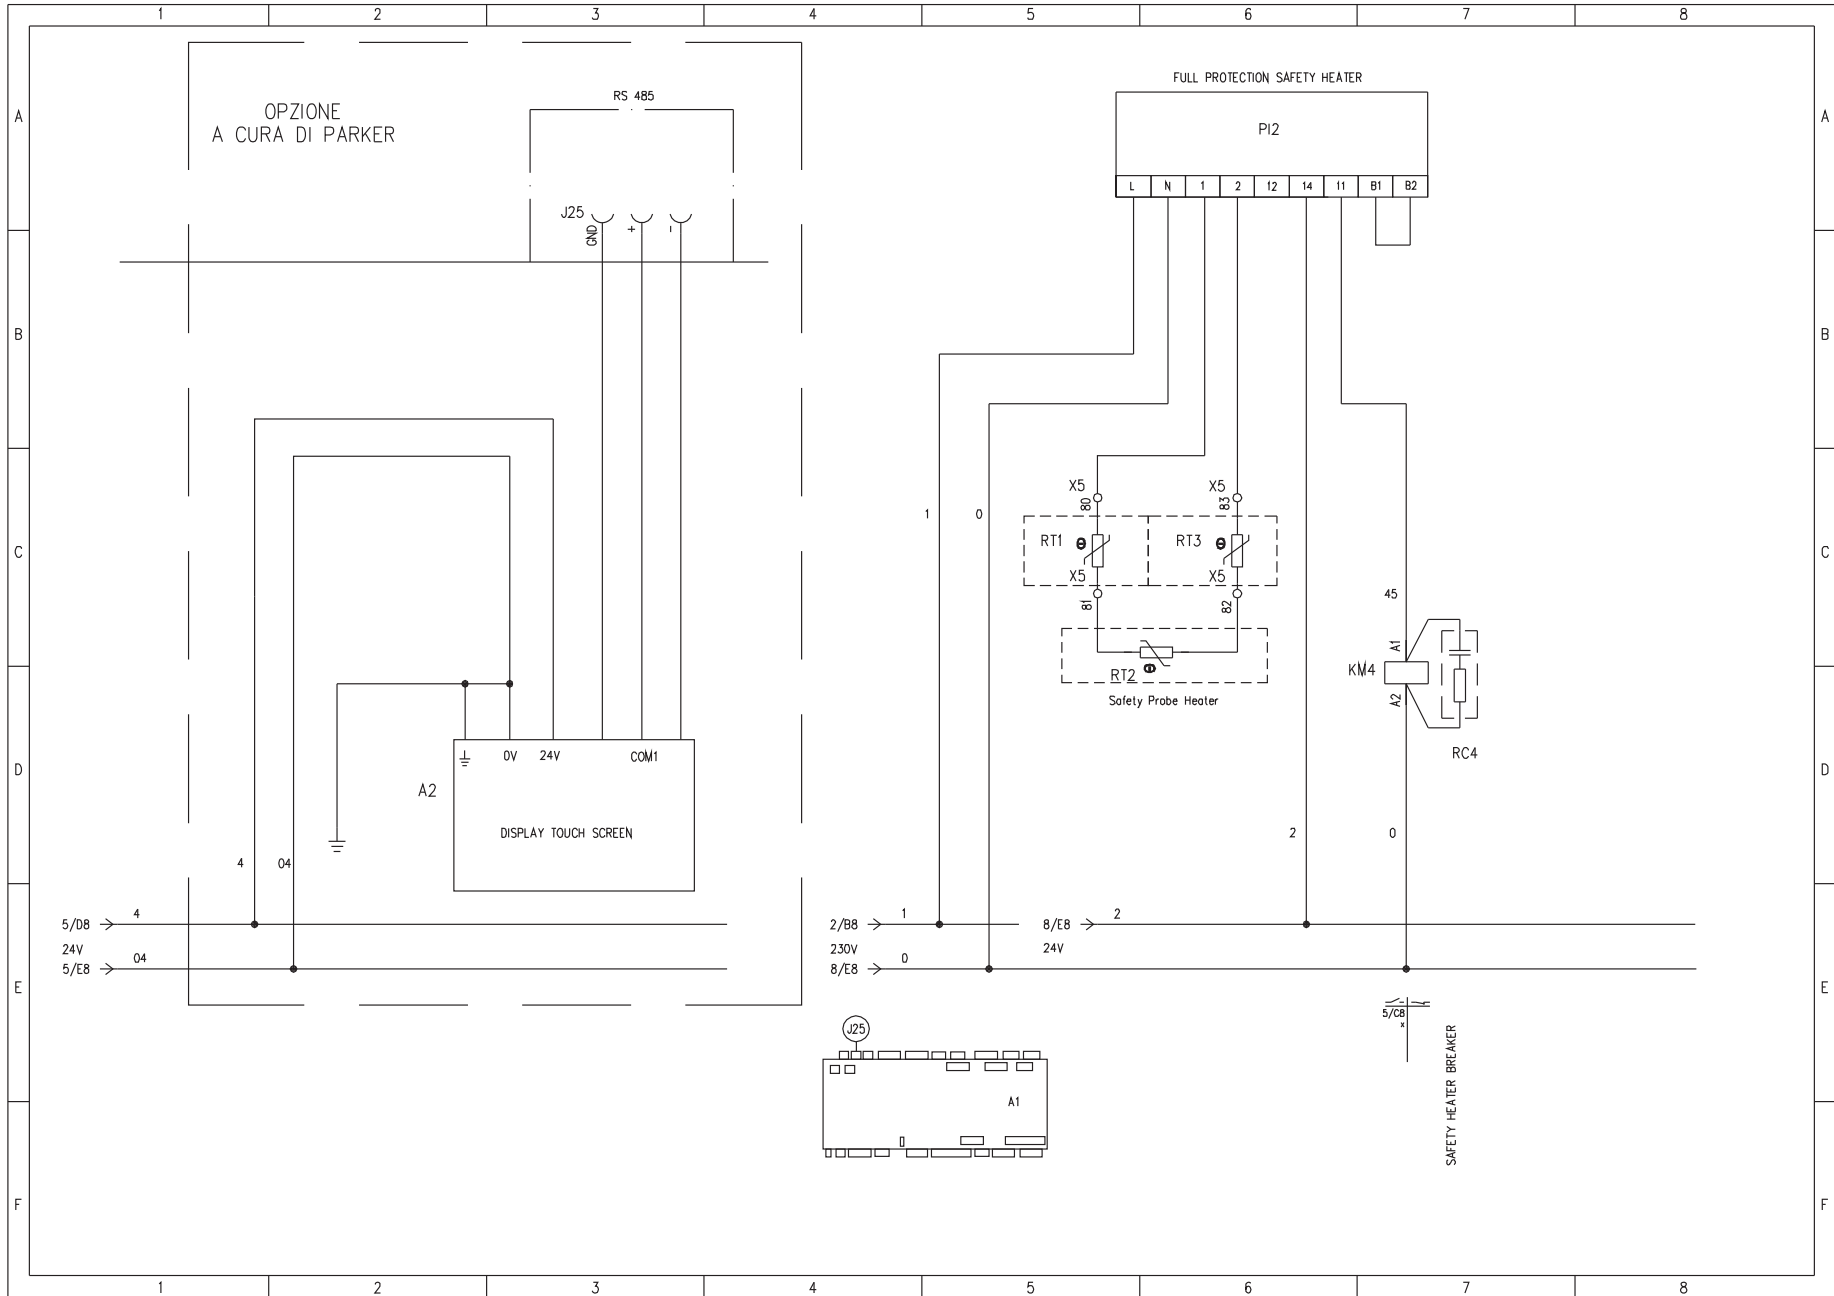 1 2 3 4 5 6 7 8
A A
B B
C C
D D
E E
F F
OPZIONE
A CURA DI PARKER
RS 485
J25
GND + -
4 04
A2
0V 24V COM1
DISPLAY TOUCH SCREEN
5/D8 4
24V
5/E8 04
FULL PROTECTION SAFETY HEATER
PI2
L N 1 2 12 14 11 B1 B2
1 0
X5 80 X5 83
RT1 θ RT3 θ
X5 81 X5 82
RT2 θ
Safety Probe Heater
45
A1
KM4
A2
RC4
2 0
2/B8 1
230V
8/E8 0
8/E8 2
24V
5/C8
x
SAFETY HEATER BREAKER
J25
A1
1 2 3 4 5 6 7 8